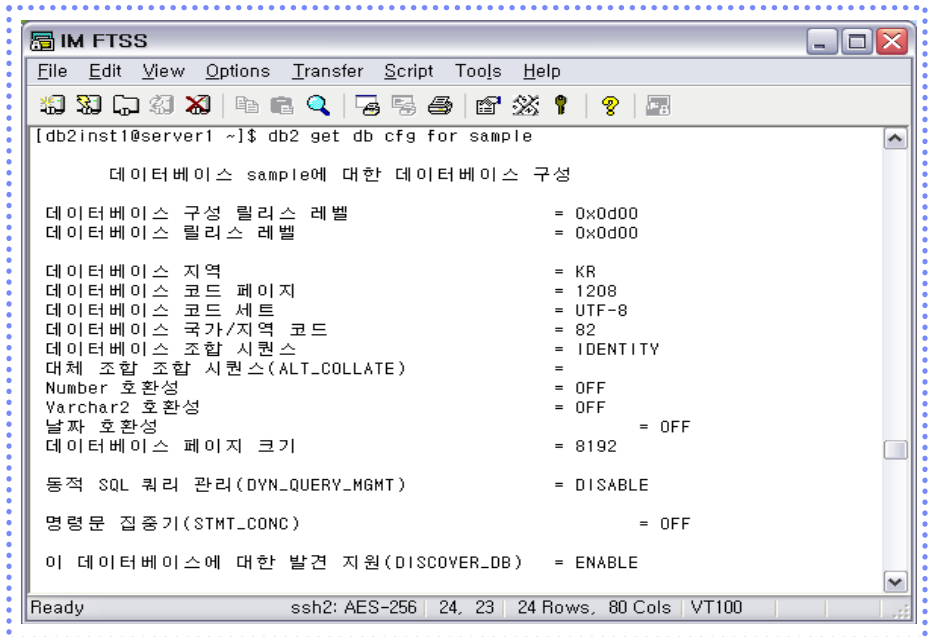 IM FTSS
File Edit View Options Transfer Script Tools Help
[db2inst1@server1 ~]$ db2 get db cfg for sample
데이터베이스 sample에 대한 데이터베이스 구성
데이터베이스 구성 릴리스 레벨 = 0x0d00
데이터베이스 릴리스 레벨 = 0x0d00
데이터베이스 지역 = KR
데이터베이스 코드 페이지 = 1208
데이터베이스 코드 세트 = UTF-8
데이터베이스 국가/지역 코드 = 82
데이터베이스 조합 시퀀스 = IDENTITY
대체 조합 조합 시퀀스(ALT_COLLATE) =
Number 호환성 = OFF
Varchar2 호환성 = OFF
날짜 호환성 = OFF
데이터베이스 페이지 크기 = 8192
동적 SQL 쿼리 관리(DYN_QUERY_MGMT) = DISABLE
명령문 집중기(STMT_CONC) = OFF
이 데이터베이스에 대한 발견 지원(DISCOVER_DB) = ENABLE
Ready ssh2: AES-256 24, 23 24 Rows, 80 Cols VT100